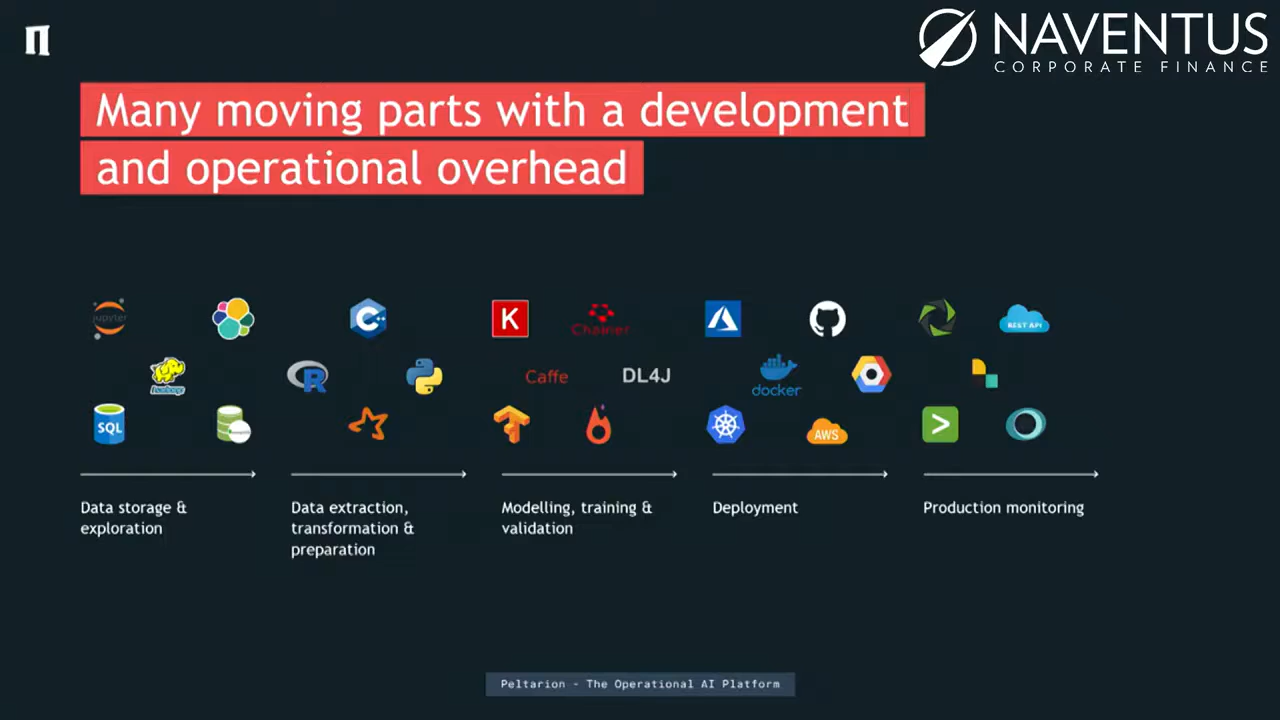 NAVENTUS
CORPORATE FINANCE
Many moving parts with a development
and operational overhead
jupyter
hadoop
SQL
C++
R
K
Chainer
Caffe
DL4J
docker
AWS
REST API
>
Data storage &
exploration
Data extraction,
transformation &
preparation
Modelling, training &
validation
Deployment
Production monitoring
Peltarion - The Operational AI Platform